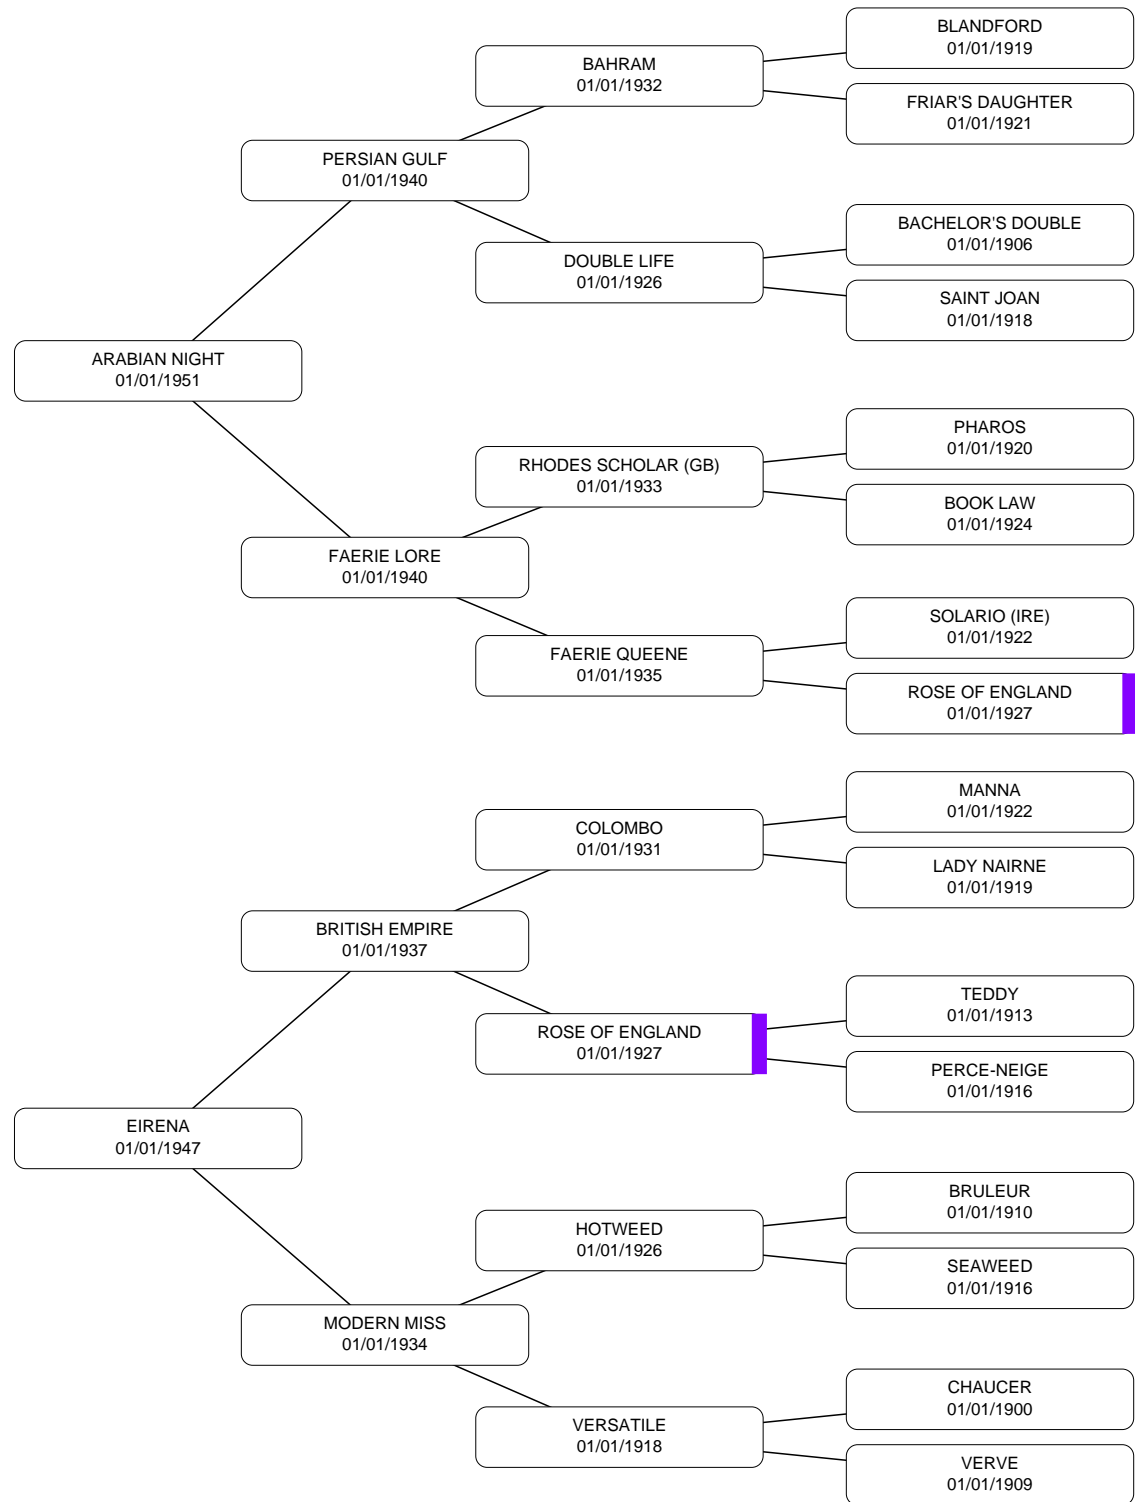 BLANDFORD
01/01/1919
BAHRAM
01/01/1932
FRIAR'S DAUGHTER
01/01/1921
PERSIAN GULF
01/01/1940
BACHELOR'S DOUBLE
01/01/1906
DOUBLE LIFE
01/01/1926
SAINT JOAN
01/01/1918
ARABIAN NIGHT
01/01/1951
PHAROS
01/01/1920
RHODES SCHOLAR (GB)
01/01/1933
BOOK LAW
01/01/1924
FAERIE LORE
01/01/1940
SOLARIO (IRE)
01/01/1922
FAERIE QUEENE
01/01/1935
ROSE OF ENGLAND
01/01/1927
MANNA
01/01/1922
COLOMBO
01/01/1931
LADY NAIRNE
01/01/1919
BRITISH EMPIRE
01/01/1937
TEDDY
01/01/1913
ROSE OF ENGLAND
01/01/1927
PERCE-NEIGE
01/01/1916
EIRENA
01/01/1947
BRULEUR
01/01/1910
HOTWEED
01/01/1926
SEAWEED
01/01/1916
MODERN MISS
01/01/1934
CHAUCER
01/01/1900
VERSATILE
01/01/1918
VERVE
01/01/1909